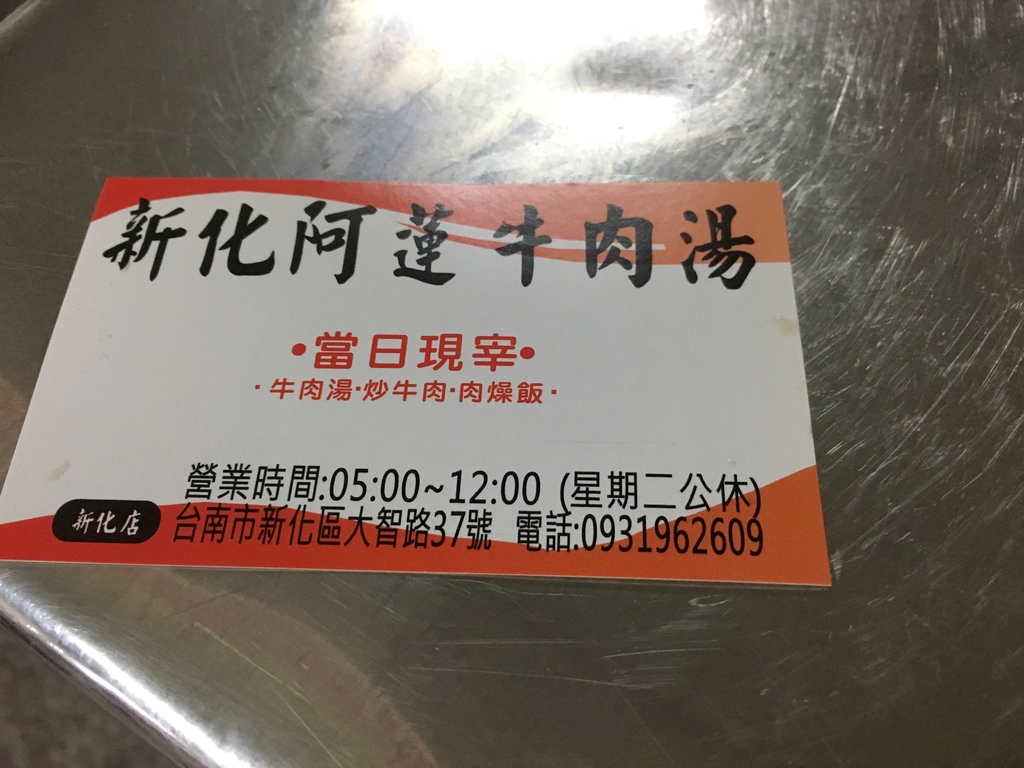 新化阿蓮牛肉湯
•當日現宰•
·牛肉湯·炒牛肉·肉燥飯·
營業時間:05:00~12:00 (星期二公休)
新化店
台南市新化區大智路37號 電話:0931962609